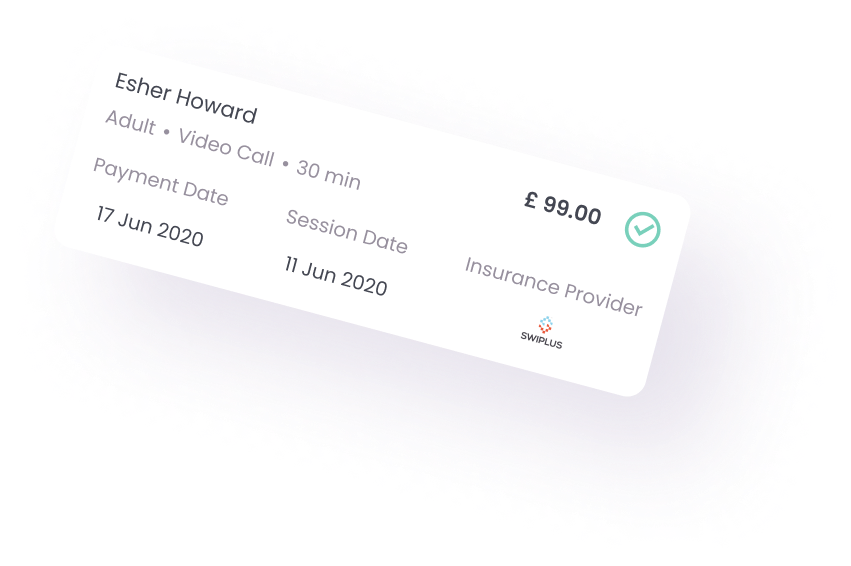 Esher Howard
Adult • Video Call • 30 min
£ 99.00
Payment Date
Session Date
Insurance Provider
17 Jun 2020
11 Jun 2020
SWIPLUS